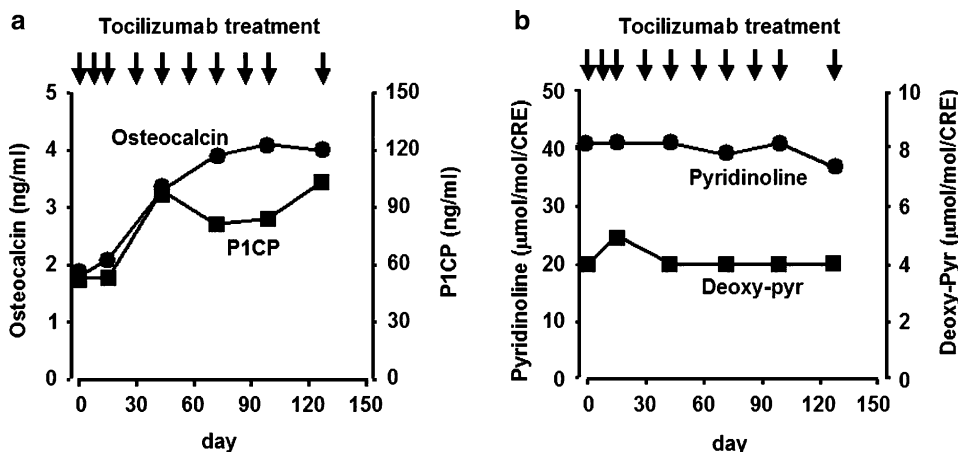 a
Tocilizumab treatment
Osteocalcin (ng/ml)
5
4
3
2
1
0
Osteocalcin
P1CP
150
120
90
60
30
0
P1CP (ng/ml)
0 30 60 90 120 150
day
b
Tocilizumab treatment
Pyridinoline (µmol/mol/CRE)
50
40
30
20
10
0
Pyridinoline
Deoxy-pyr
10
8
6
4
2
0
Deoxy-Pyr (µmol/mol/CRE)
0 30 60 90 120 150
day